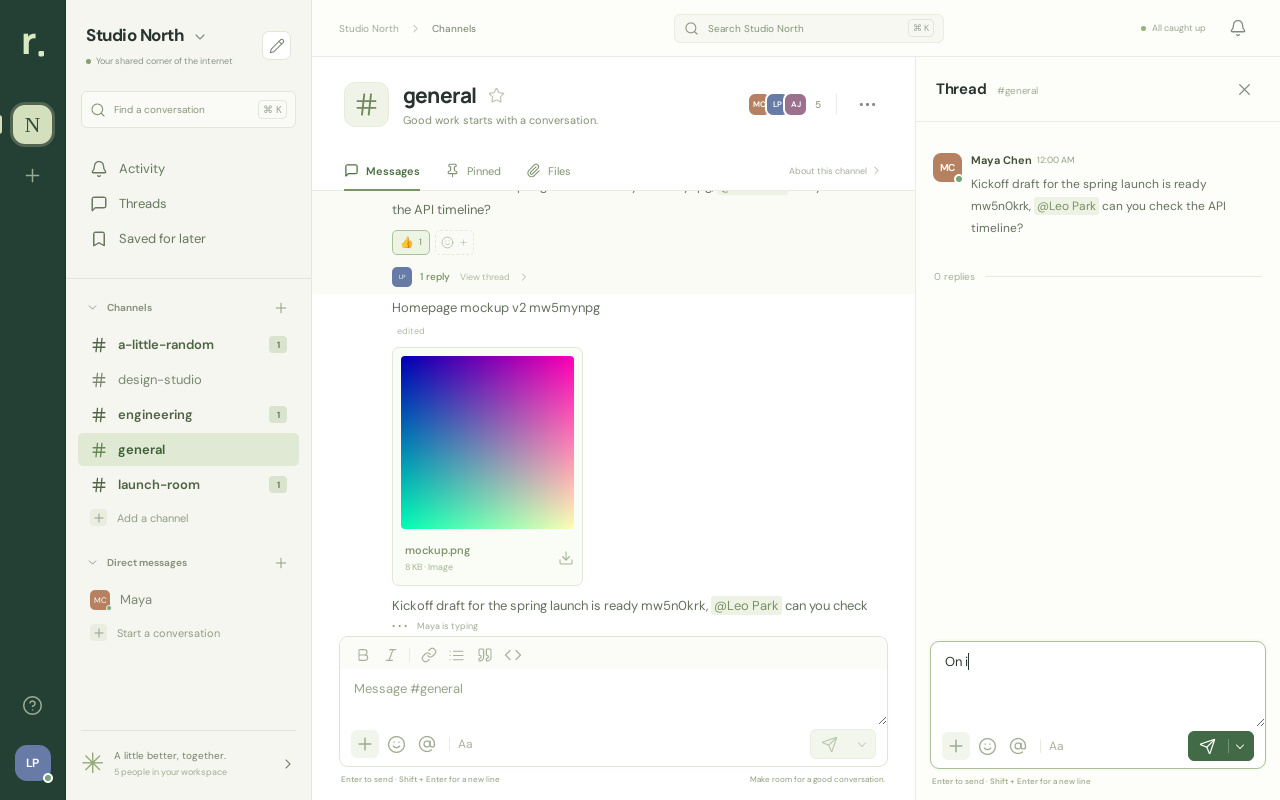 r.
N
LP
Studio North
Your shared corner of the internet
Find a conversation
⌘ K
Activity
Threads
Saved for later
Channels
a-little-random 1
design-studio
engineering 1
general
launch-room 1
Add a channel
Direct messages
MC Maya
Start a conversation
A little better, together.
5 people in your workspace
Studio North Channels
Search Studio North ⌘ K
All caught up
general
Good work starts with a conversation.
MC LP AJ 5
Messages Pinned Files
About this channel
the API timeline?
👍 1 +
LP 1 reply View thread
Homepage mockup v2 mw5mynpg
edited
mockup.png
8 KB · Image
Kickoff draft for the spring launch is ready mw5n0krk, @Leo Park can you check
Maya is typing
Message #general
Aa
Enter to send · Shift + Enter for a new line
Make room for a good conversation.
Thread #general
MC
Maya Chen 12:00 AM
Kickoff draft for the spring launch is ready
mw5n0krk, @Leo Park can you check the API
timeline?
0 replies
On i
Aa
Enter to send · Shift + Enter for a new line